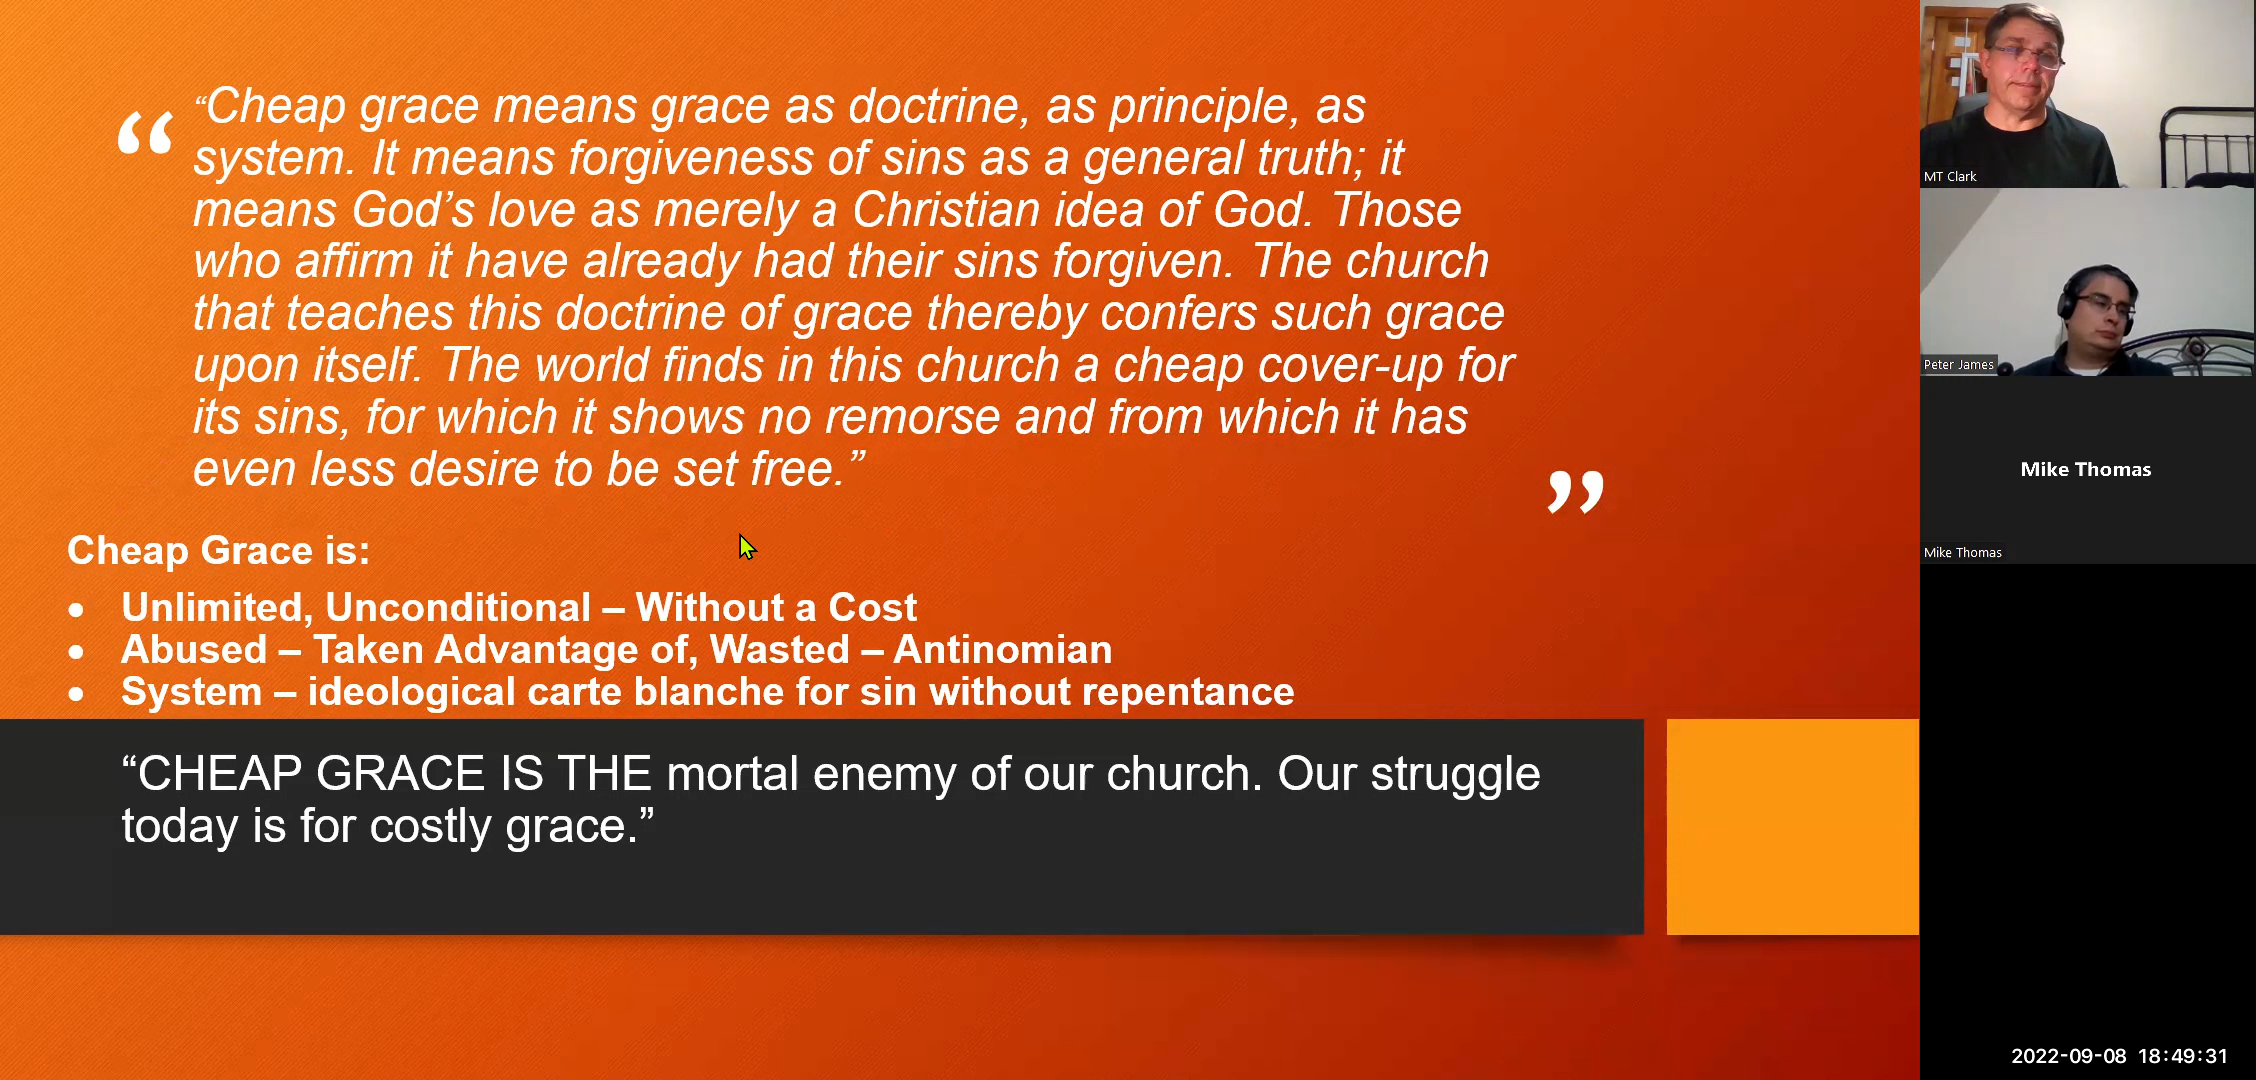 “
“Cheap grace means grace as doctrine, as principle, as
system. It means forgiveness of sins as a general truth; it
means God’s love as merely a Christian idea of God. Those
who affirm it have already had their sins forgiven. The church
that teaches this doctrine of grace thereby confers such grace
upon itself. The world finds in this church a cheap cover-up for
its sins, for which it shows no remorse and from which it has
even less desire to be set free.”
”
Cheap Grace is:
• Unlimited, Unconditional – Without a Cost
• Abused – Taken Advantage of, Wasted – Antinomian
• System – ideological carte blanche for sin without repentance
“CHEAP GRACE IS THE mortal enemy of our church. Our struggle
today is for costly grace.”
MT Clark
Peter James
Mike Thomas
Mike Thomas
2022-09-08 18:49:31